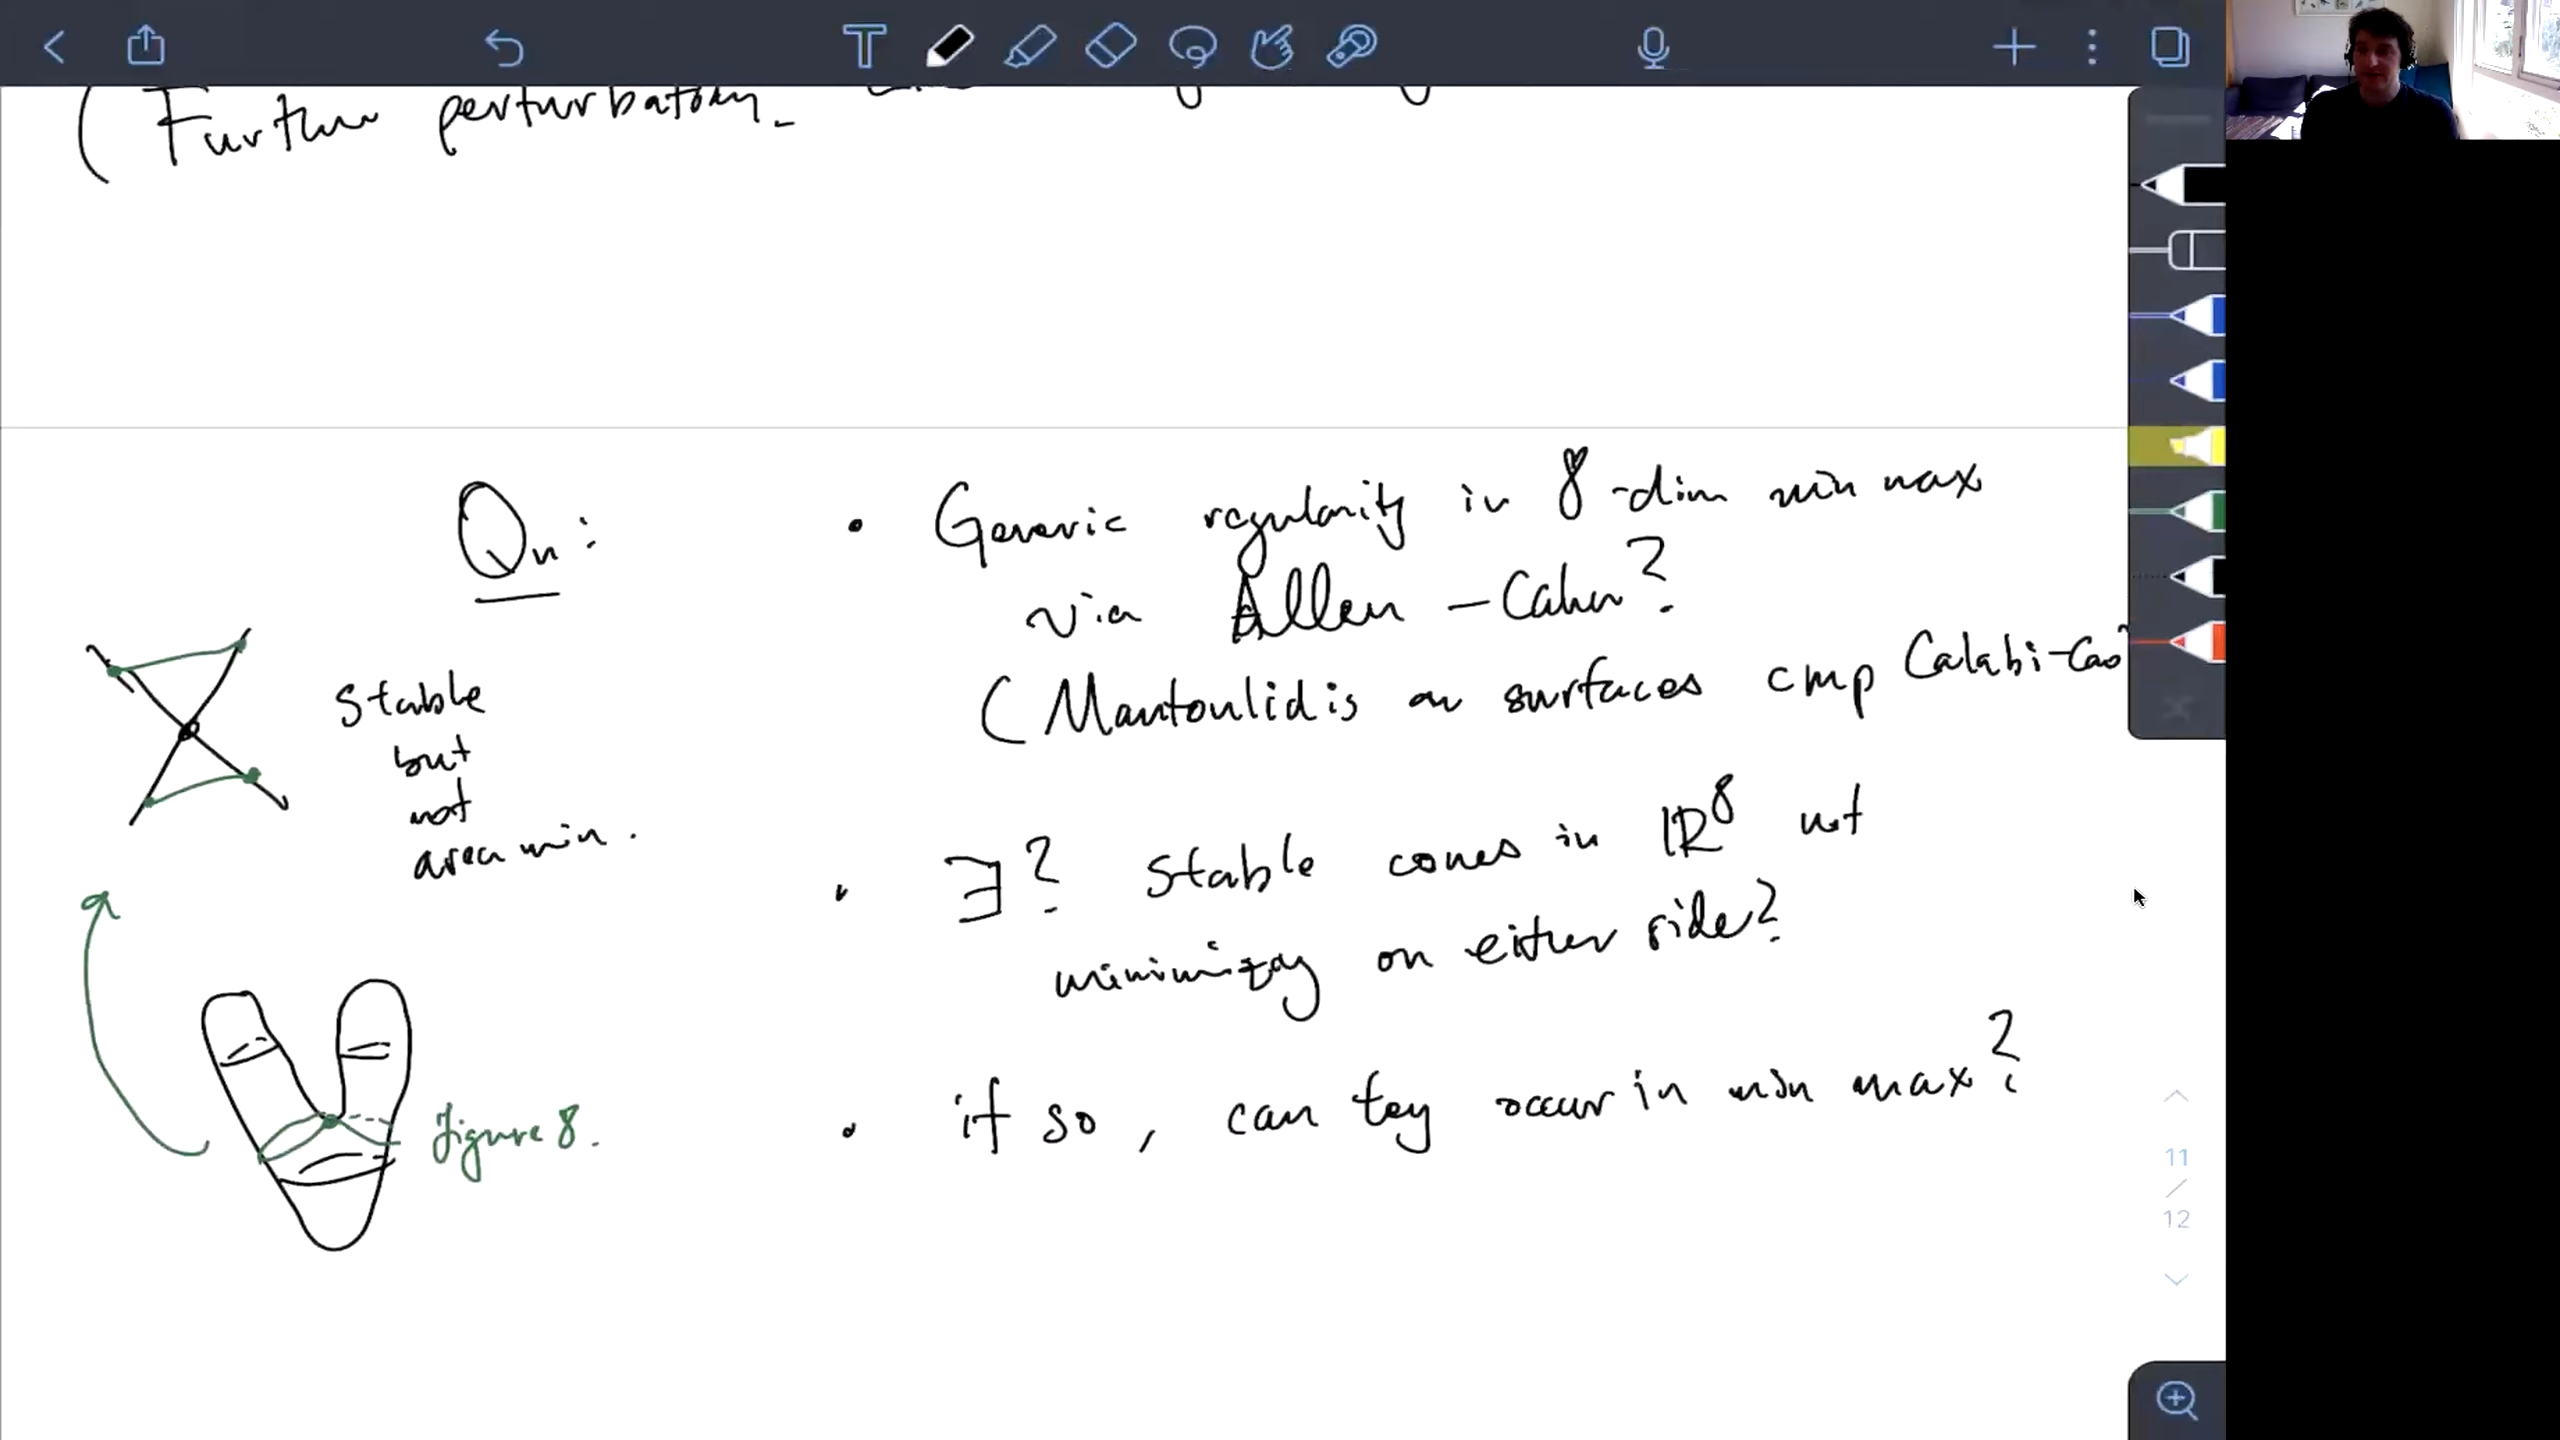 ( Further perturbation
Qn :
• Generic regularity in 8-dim min max
via Allen - Cahn?
( Mantoulidis on surfaces cmp Calabi-Cao
• ∃? Stable cones in ℝ⁸ not
minimizing on either side?
• if so, can they occur in min max?
Stable
but
not
area min.
figure 8.
11
/
12